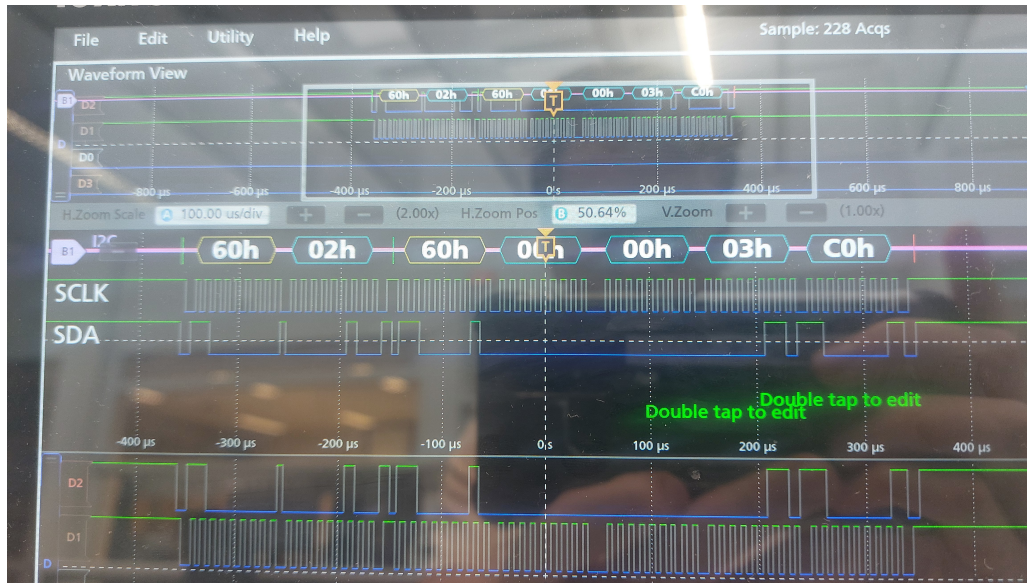 File Edit Utility Help
Sample: 228 Acqs
Waveform View
B1 D2 60h 02h 60h T 00h 03h C0h
D1
D
D0
D3
-800 µs -600 µs -400 µs -200 µs 0 s 200 µs 400 µs 600 µs 800 µs
H.Zoom Scale A 100.00 us/div + - (2.00x) H.Zoom Pos B 50.64% V.Zoom + - (1.00x)
B1 I2C 60h 02h 60h 00h T 00h 03h C0h
SCLK
SDA
Double tap to edit
Double tap to edit
-400 µs -300 µs -200 µs -100 µs 0 s 100 µs 200 µs 300 µs 400 µs
D2
D1
D